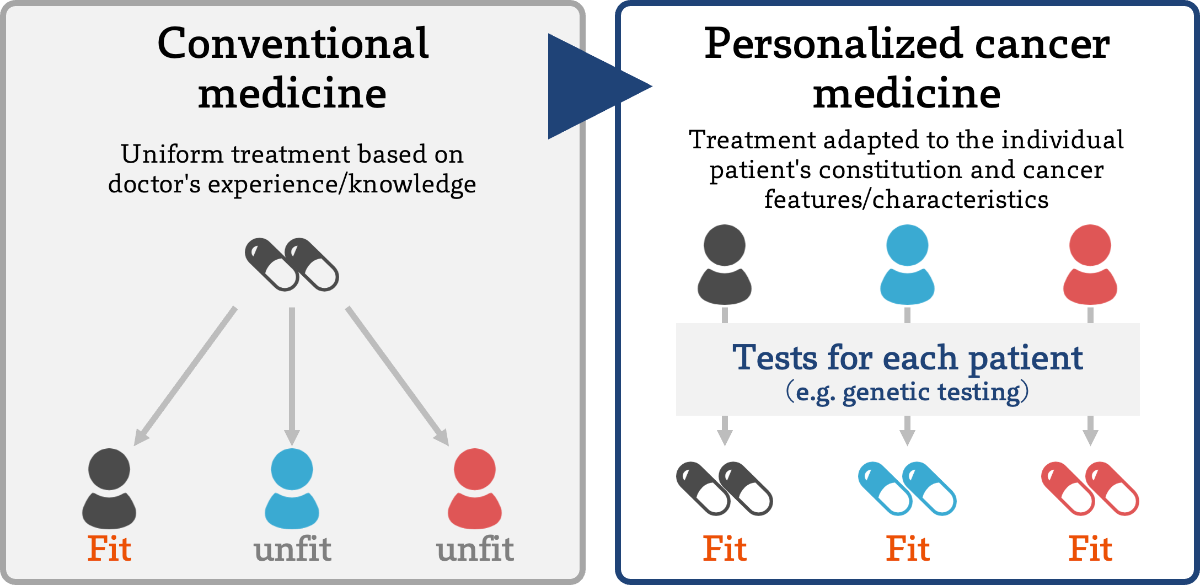 Conventional
medicine
Uniform treatment based on
doctor's experience/knowledge
Fit
unfit
unfit
Personalized cancer
medicine
Treatment adapted to the individual
patient's constitution and cancer
features/characteristics
Tests for each patient
（e.g. genetic testing）
Fit
Fit
Fit